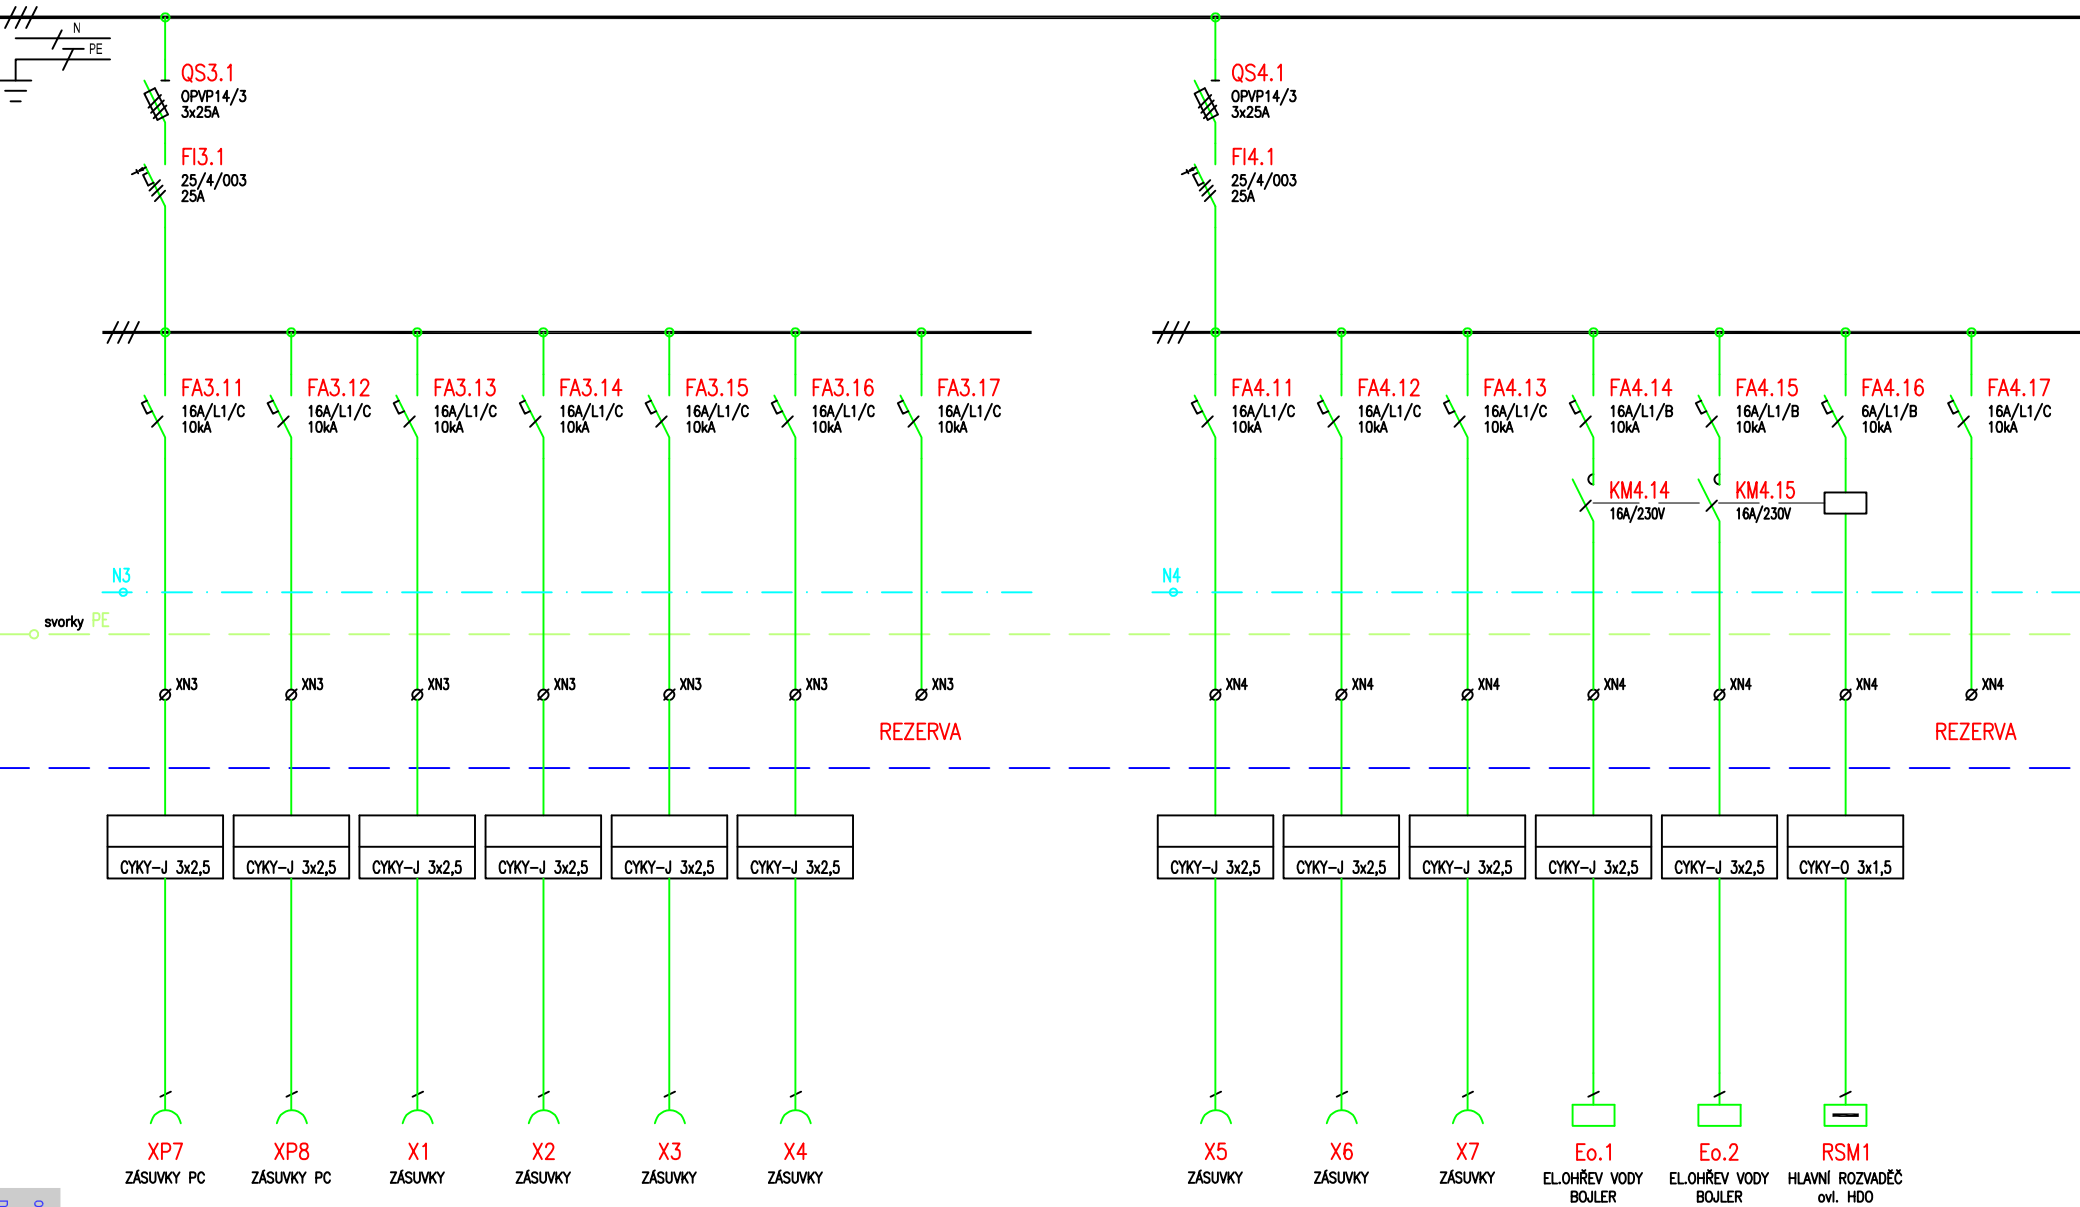 N
PE
QS3.1
OPVP14/3
3x25A
QS4.1
OPVP14/3
3x25A
FI3.1
25/4/003
25A
FI4.1
25/4/003
25A
FA3.11
16A/L1/C
10kA
FA3.12
16A/L1/C
10kA
FA3.13
16A/L1/C
10kA
FA3.14
16A/L1/C
10kA
FA3.15
16A/L1/C
10kA
FA3.16
16A/L1/C
10kA
FA3.17
16A/L1/C
10kA
FA4.11
16A/L1/C
10kA
FA4.12
16A/L1/C
10kA
FA4.13
16A/L1/C
10kA
FA4.14
16A/L1/B
10kA
FA4.15
16A/L1/B
10kA
FA4.16
6A/L1/B
10kA
FA4.17
16A/L1/C
10kA
KM4.14
16A/230V
KM4.15
16A/230V
N3
N4
svorky PE
XN3
XN3
XN3
XN3
XN3
XN3
XN3
XN4
XN4
XN4
XN4
XN4
XN4
XN4
REZERVA
REZERVA
CYKY-J 3x2,5
CYKY-J 3x2,5
CYKY-J 3x2,5
CYKY-J 3x2,5
CYKY-J 3x2,5
CYKY-J 3x2,5
CYKY-J 3x2,5
CYKY-J 3x2,5
CYKY-J 3x2,5
CYKY-J 3x2,5
CYKY-J 3x2,5
CYKY-O 3x1,5
XP7
ZÁSUVKY PC
XP8
ZÁSUVKY PC
X1
ZÁSUVKY
X2
ZÁSUVKY
X3
ZÁSUVKY
X4
ZÁSUVKY
X5
ZÁSUVKY
X6
ZÁSUVKY
X7
ZÁSUVKY
Eo.1
EL.OHŘEV VODY
BOJLER
Eo.2
EL.OHŘEV VODY
BOJLER
RSM1
HLAVNÍ ROZVADĚČ
ovl. HDO